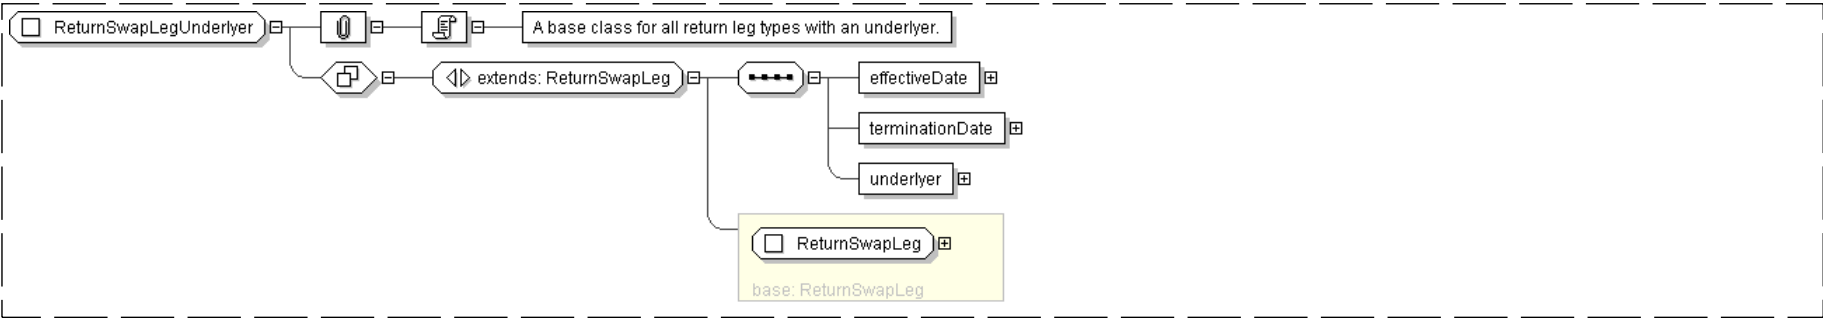 ReturnSwapLegUnderlyer
A base class for all return leg types with an underlyer.
extends: ReturnSwapLeg
effectiveDate
terminationDate
underlyer
ReturnSwapLeg
base: ReturnSwapLeg